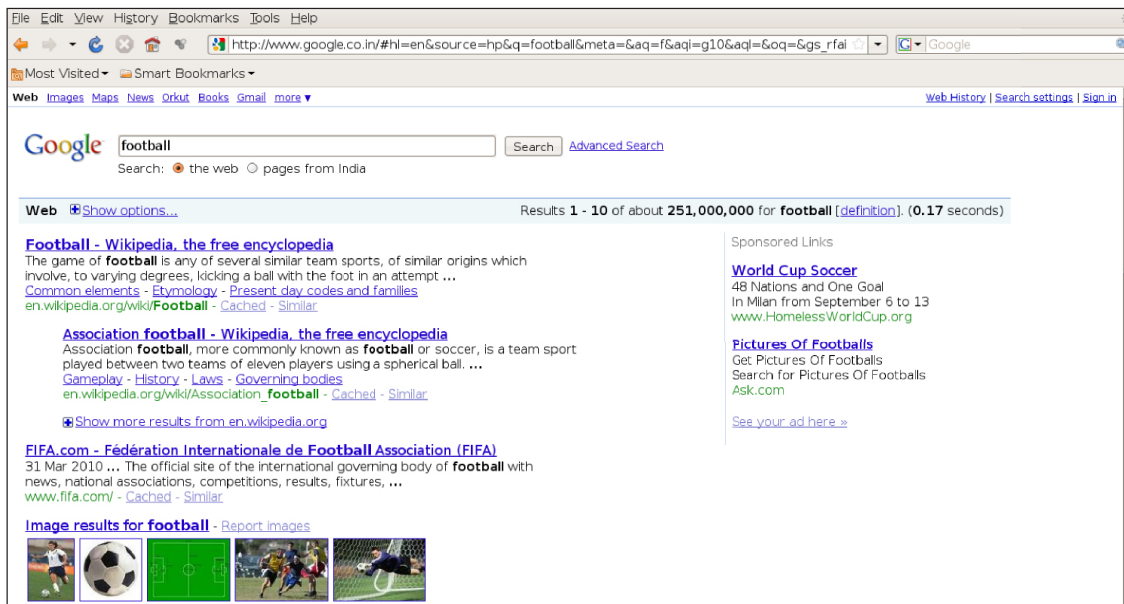 File Edit View History Bookmarks Tools Help
http://www.google.co.in/#hl=en&source=hp&q=football&meta=&aq=f&aqi=g10&aql=&oq=&gs_rfai Google
Most Visited Smart Bookmarks
Web Images Maps News Orkut Books Gmail more ▼ Web History | Search settings | Sign in
Google football Search Advanced Search
Search: the web pages from India
Web Show options... Results 1 - 10 of about 251,000,000 for football [definition]. (0.17 seconds)
Football - Wikipedia, the free encyclopedia
The game of football is any of several similar team sports, of similar origins which
involve, to varying degrees, kicking a ball with the foot in an attempt ...
Common elements - Etymology - Present day codes and families
en.wikipedia.org/wiki/Football - Cached - Similar
Association football - Wikipedia, the free encyclopedia
Association football, more commonly known as football or soccer, is a team sport
played between two teams of eleven players using a spherical ball. ...
Gameplay - History - Laws - Governing bodies
en.wikipedia.org/wiki/Association_football - Cached - Similar
Show more results from en.wikipedia.org
FIFA.com - Fédération Internationale de Football Association (FIFA)
31 Mar 2010 ... The official site of the international governing body of football with
news, national associations, competitions, results, fixtures, ...
www.fifa.com/ - Cached - Similar
Image results for football - Report images
Sponsored Links
World Cup Soccer
48 Nations and One Goal
In Milan from September 6 to 13
www.HomelessWorldCup.org
Pictures Of Footballs
Get Pictures Of Footballs
Search for Pictures Of Footballs
Ask.com
See your ad here »